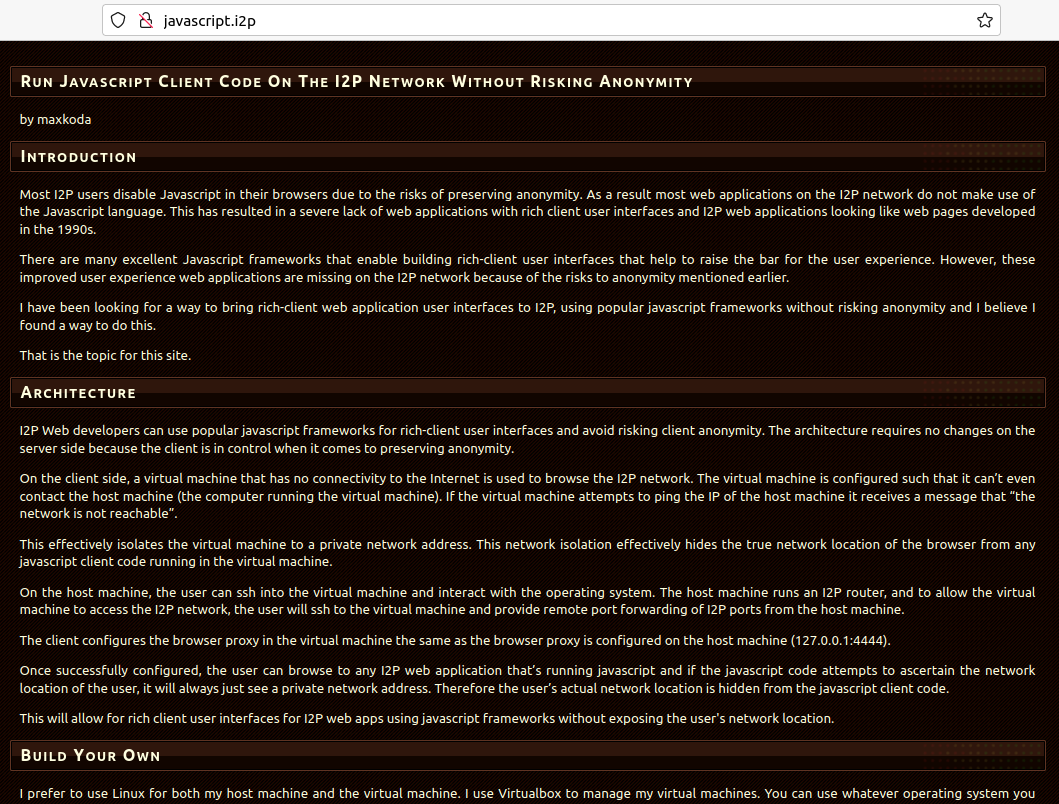 javascript.i2p
Run Javascript Client Code On The I2P Network Without Risking Anonymity
by maxkoda
Introduction
Most I2P users disable Javascript in their browsers due to the risks of preserving anonymity. As a result most web applications on the I2P network do not make use of
the Javascript language. This has resulted in a severe lack of web applications with rich client user interfaces and I2P web applications looking like web pages developed
in the 1990s.
There are many excellent Javascript frameworks that enable building rich-client user interfaces that help to raise the bar for the user experience. However, these
improved user experience web applications are missing on the I2P network because of the risks to anonymity mentioned earlier.
I have been looking for a way to bring rich-client web application user interfaces to I2P, using popular javascript frameworks without risking anonymity and I believe I
found a way to do this.
That is the topic for this site.
Architecture
I2P Web developers can use popular javascript frameworks for rich-client user interfaces and avoid risking client anonymity. The architecture requires no changes on the
server side because the client is in control when it comes to preserving anonymity.
On the client side, a virtual machine that has no connectivity to the Internet is used to browse the I2P network. The virtual machine is configured such that it can’t even
contact the host machine (the computer running the virtual machine). If the virtual machine attempts to ping the IP of the host machine it receives a message that “the
network is not reachable”.
This effectively isolates the virtual machine to a private network address. This network isolation effectively hides the true network location of the browser from any
javascript client code running in the virtual machine.
On the host machine, the user can ssh into the virtual machine and interact with the operating system. The host machine runs an I2P router, and to allow the virtual
machine to access the I2P network, the user will ssh to the virtual machine and provide remote port forwarding of I2P ports from the host machine.
The client configures the browser proxy in the virtual machine the same as the browser proxy is configured on the host machine (127.0.0.1:4444).
Once successfully configured, the user can browse to any I2P web application that’s running javascript and if the javascript code attempts to ascertain the network
location of the user, it will always just see a private network address. Therefore the user’s actual network location is hidden from the javascript client code.
This will allow for rich client user interfaces for I2P web apps using javascript frameworks without exposing the user's network location.
Build Your Own
I prefer to use Linux for both my host machine and the virtual machine. I use Virtualbox to manage my virtual machines. You can use whatever operating system you